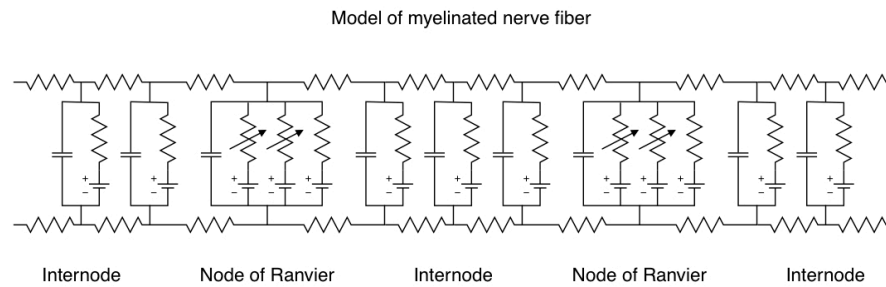 Model of myelinated nerve fiber
+ + + + + + + + + + + + +
− − − − − − − − − − − − −
Internode Node of Ranvier Internode Node of Ranvier Internode